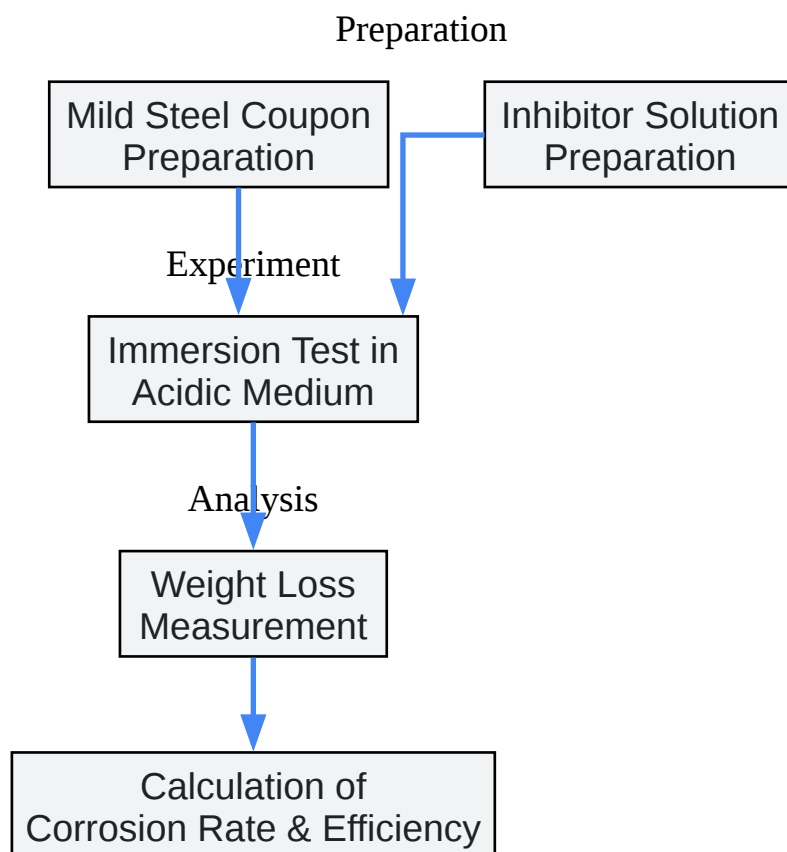 Preparation
Mild Steel Coupon
Preparation
Inhibitor Solution
Preparation
Experiment
Immersion Test in
Acidic Medium
Analysis
Weight Loss
Measurement
Calculation of
Corrosion Rate & Efficiency